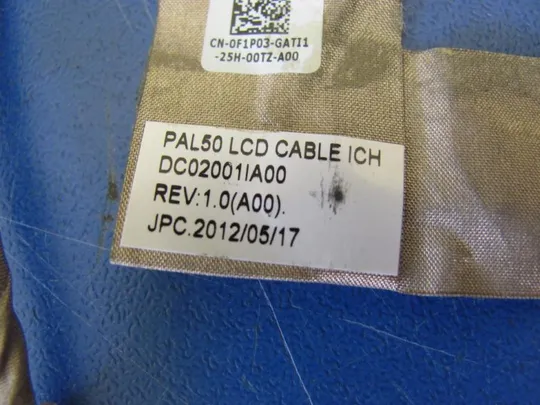 CN-0F1P03-GATI1
-25H-00TZ-A00
PAL50 LCD CABLE ICH
DC02001IA00
REV:1.0(A00).
JPC.2012/05/17